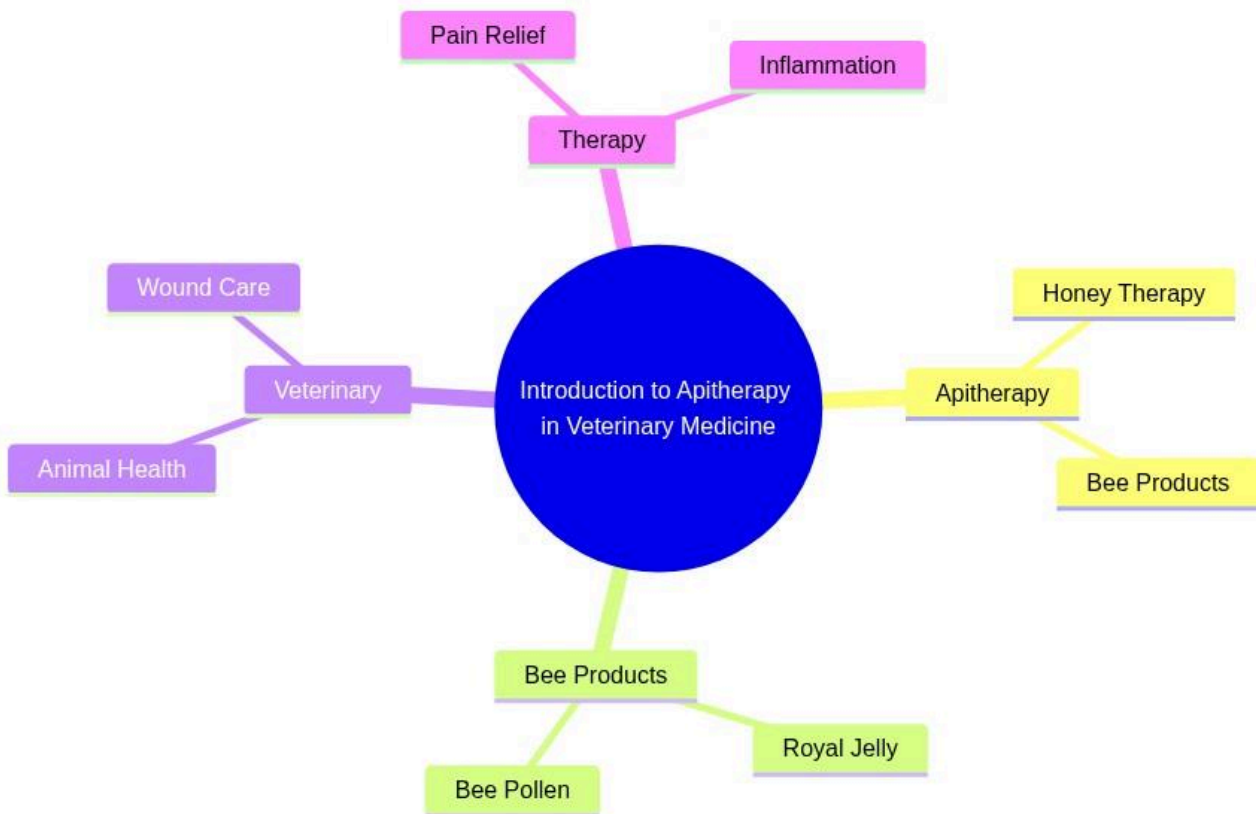 Pain Relief
Inflammation
Therapy
Wound Care
Honey Therapy
Veterinary
Introduction to Apitherapy
in Veterinary Medicine
Apitherapy
Animal Health
Bee Products
Bee Products
Royal Jelly
Bee Pollen